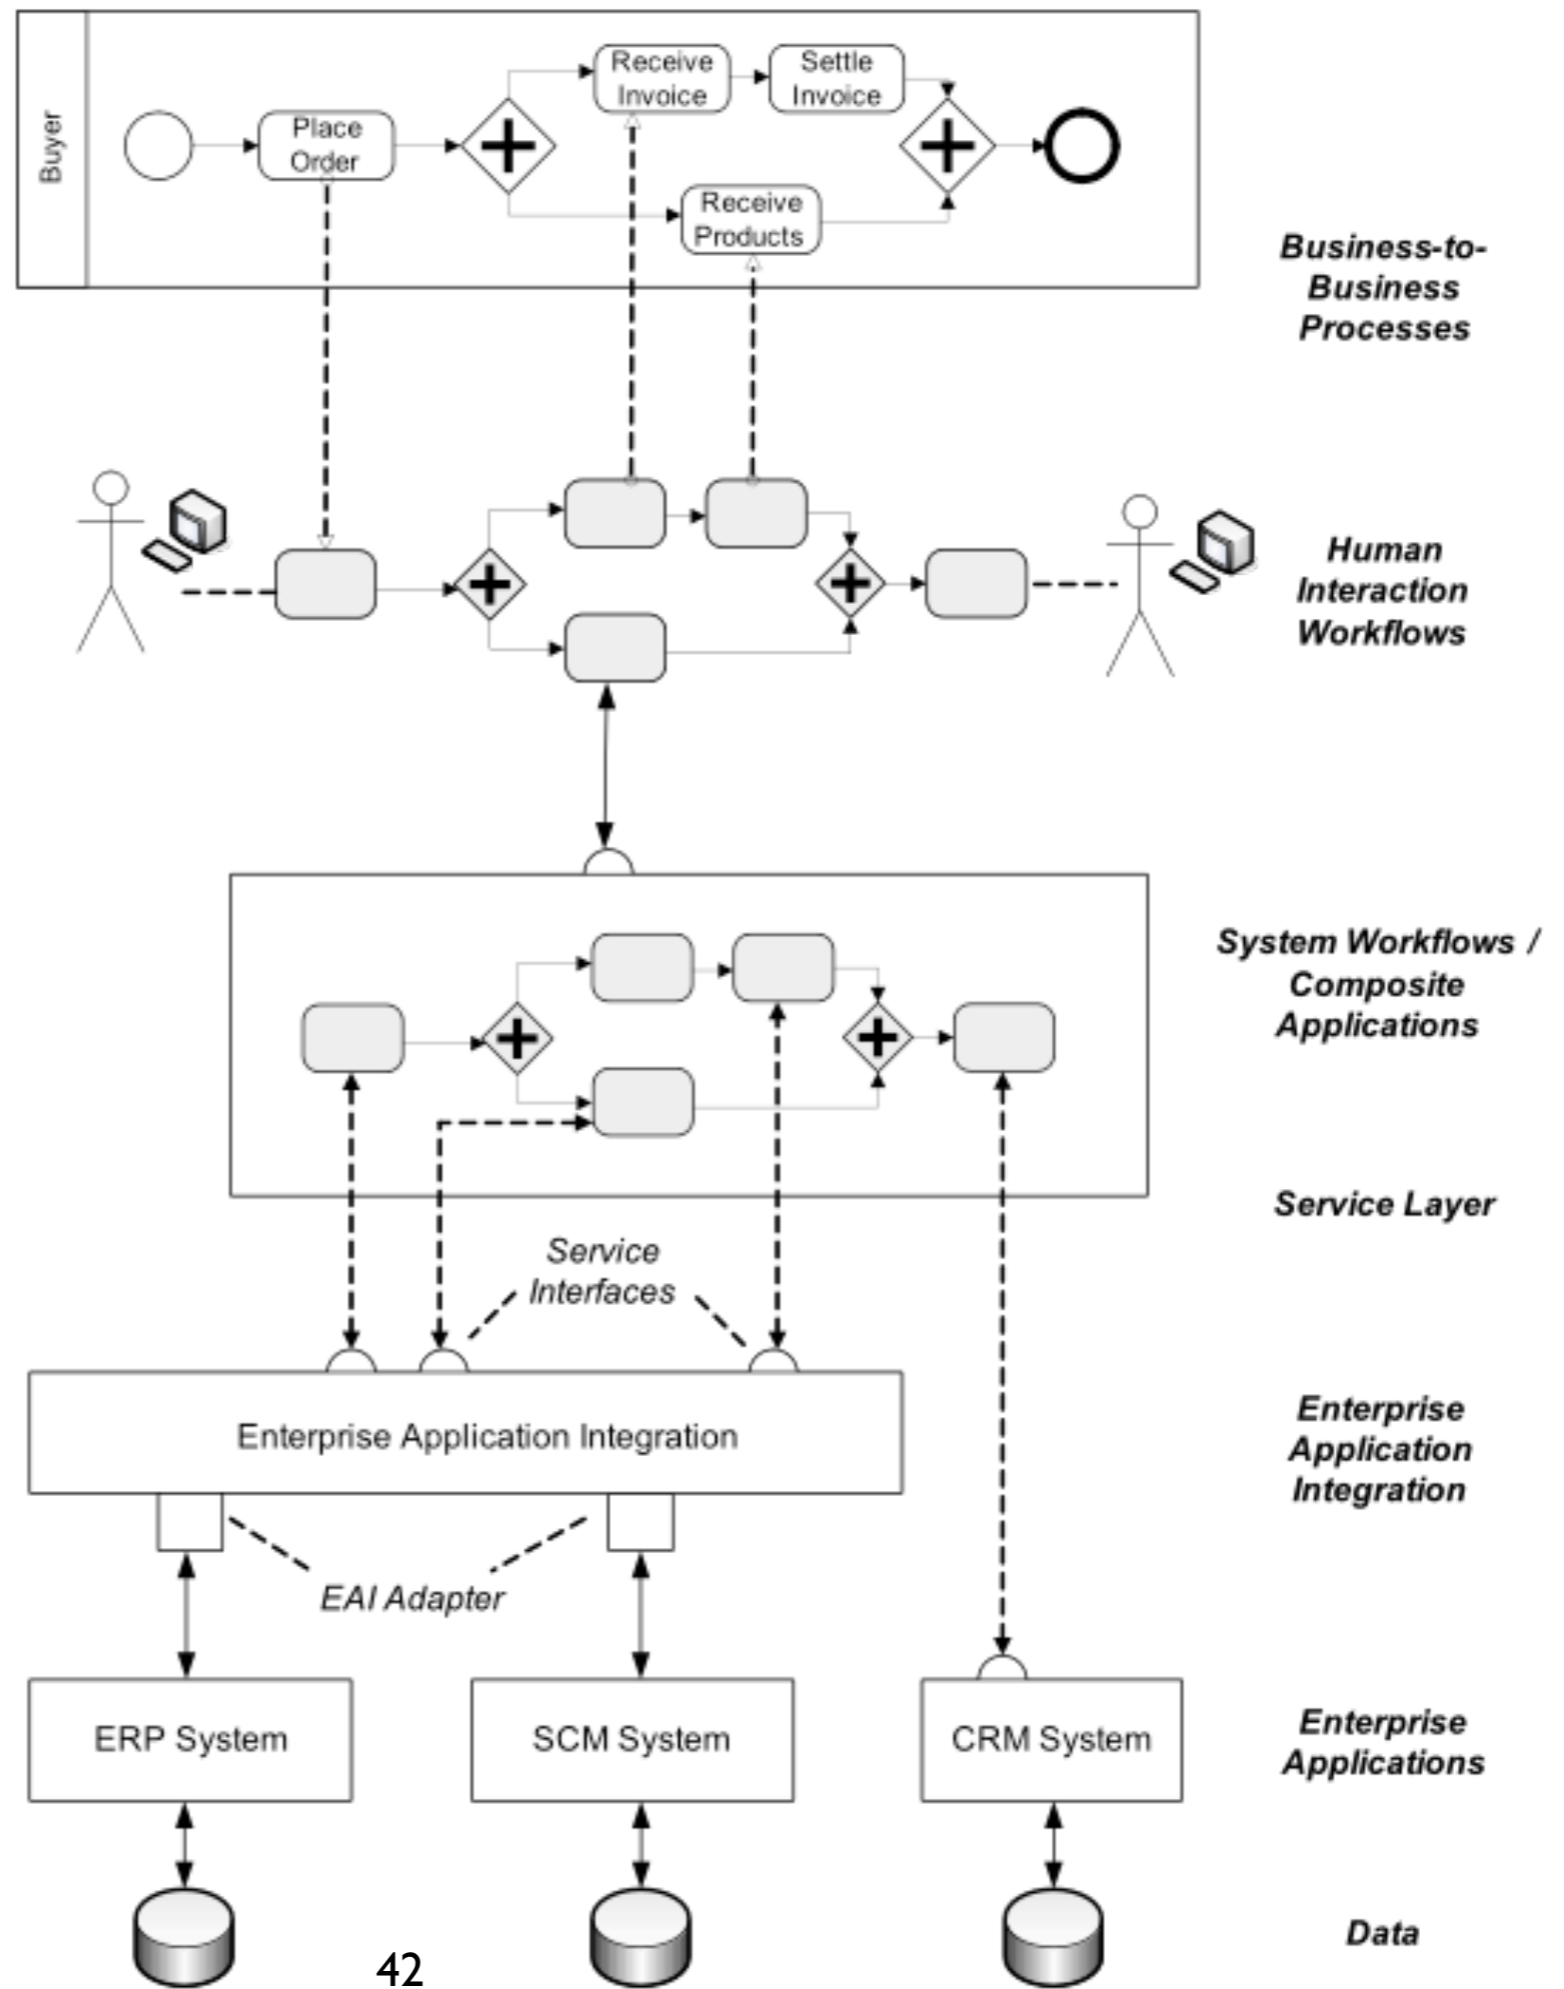 Buyer
Place
Order
Receive
Invoice
Settle
Invoice
Receive
Products
Business-to-
Business
Processes
Human
Interaction
Workflows
System Workflows /
Composite
Applications
Service Layer
Service
Interfaces
Enterprise Application Integration
Enterprise
Application
Integration
EAI Adapter
ERP System
SCM System
CRM System
Enterprise
Applications
Data
42